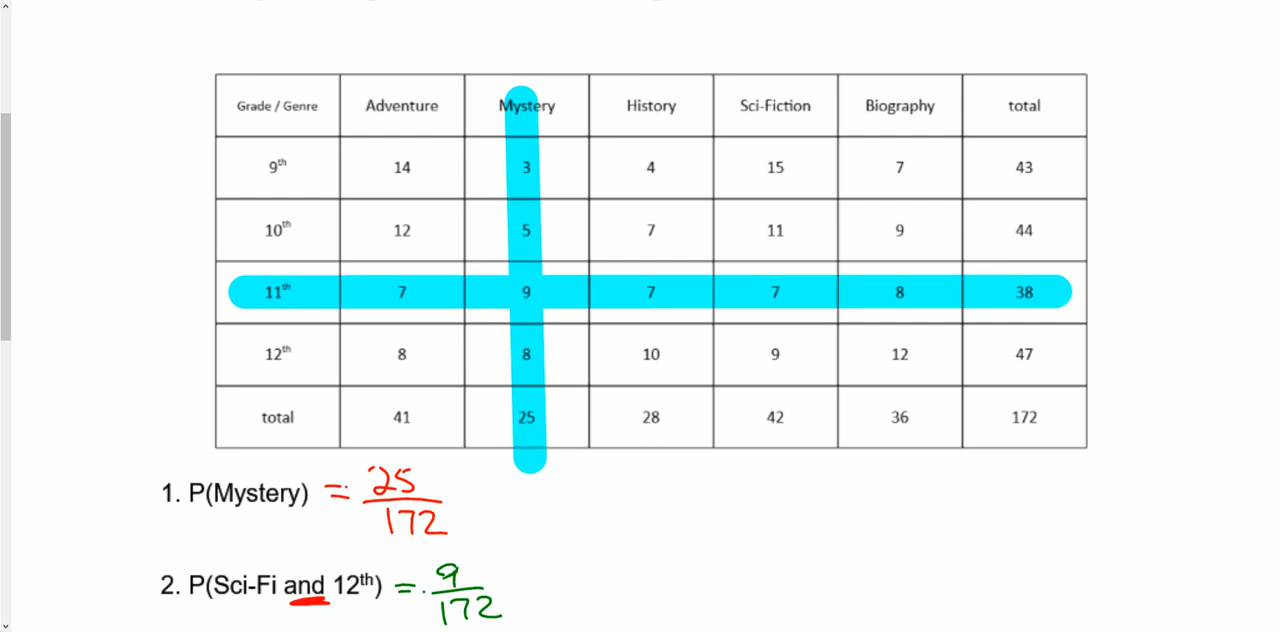 Grade / Genre Adventure Mystery History Sci-Fiction Biography total
9th 14 3 4 15 7 43
10th 12 5 7 11 9 44
11th 7 9 7 7 8 38
12th 8 8 10 9 12 47
total 41 25 28 42 36 172
1. P(Mystery) = 25/172
2. P(Sci-Fi and 12th) = 9/172